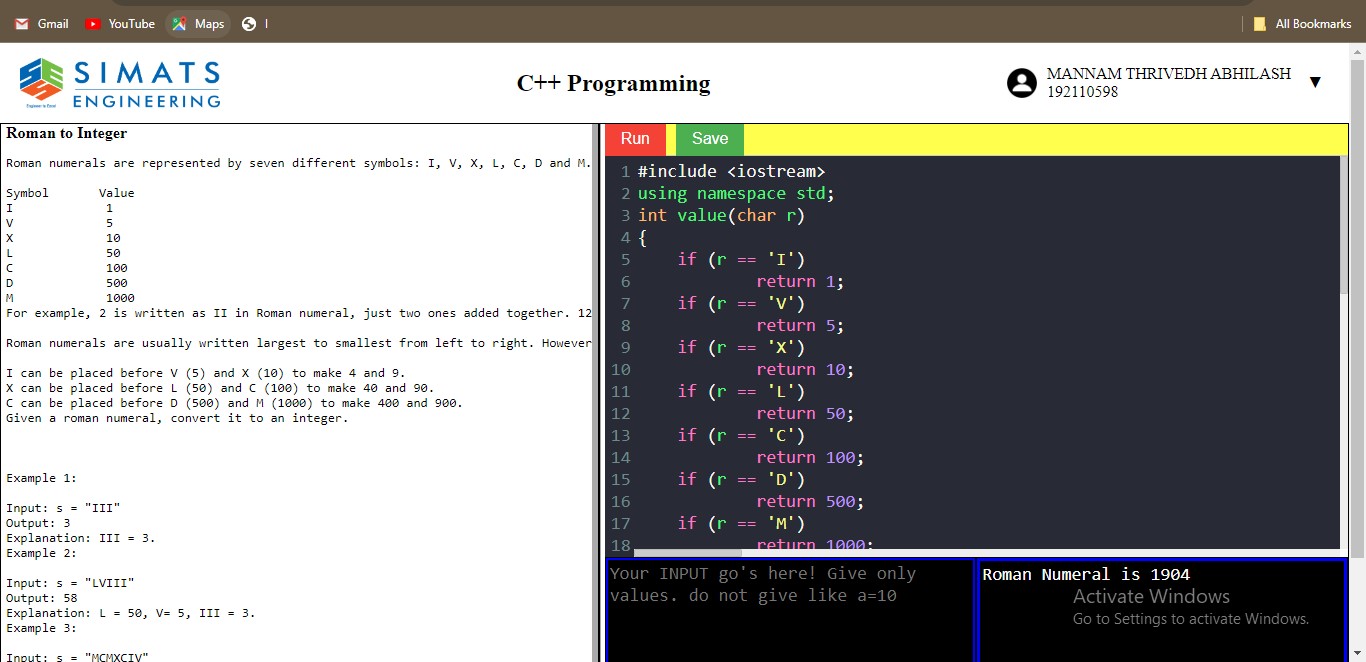 Gmail YouTube Maps I All Bookmarks
SIMATS
ENGINEERING
Engineer to Excel
C++ Programming
MANNAM THRIVEDH ABHILASH
192110598
Roman to Integer
Roman numerals are represented by seven different symbols: I, V, X, L, C, D and M.
Symbol Value
I 1
V 5
X 10
L 50
C 100
D 500
M 1000
For example, 2 is written as II in Roman numeral, just two ones added together. 12
Roman numerals are usually written largest to smallest from left to right. However
I can be placed before V (5) and X (10) to make 4 and 9.
X can be placed before L (50) and C (100) to make 40 and 90.
C can be placed before D (500) and M (1000) to make 400 and 900.
Given a roman numeral, convert it to an integer.
Example 1:
Input: s = "III"
Output: 3
Explanation: III = 3.
Example 2:
Input: s = "LVIII"
Output: 58
Explanation: L = 50, V= 5, III = 3.
Example 3:
Input: s = "MCMXCIV"
Run Save
1 #include <iostream>
2 using namespace std;
3 int value(char r)
4 {
5 if (r == 'I')
6 return 1;
7 if (r == 'V')
8 return 5;
9 if (r == 'X')
10 return 10;
11 if (r == 'L')
12 return 50;
13 if (r == 'C')
14 return 100;
15 if (r == 'D')
16 return 500;
17 if (r == 'M')
18 return 1000;
Your INPUT go's here! Give only
values. do not give like a=10
Roman Numeral is 1904
Activate Windows
Go to Settings to activate Windows.